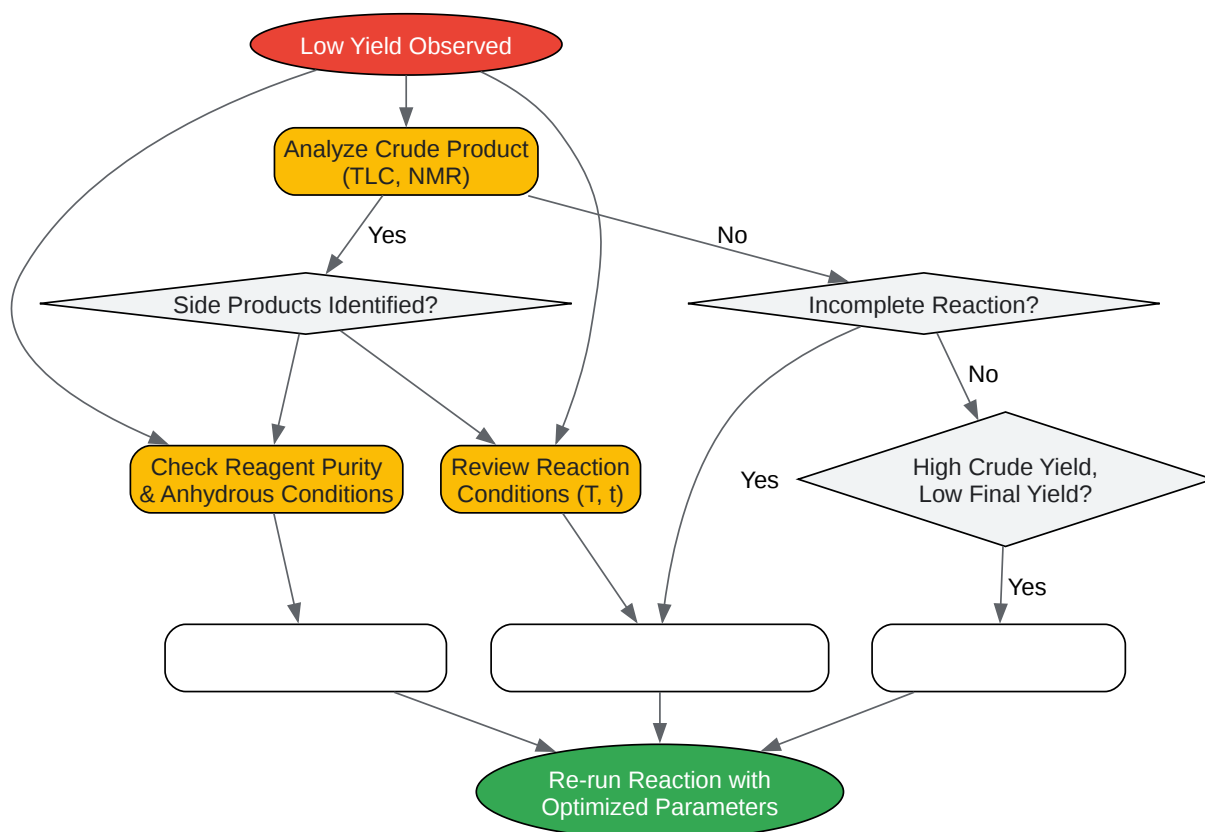 Low Yield Observed
Analyze Crude Product
(TLC, NMR)
Yes
No
Side Products Identified?
Incomplete Reaction?
No
Check Reagent Purity
& Anhydrous Conditions
Review Reaction
Conditions (T, t)
Yes
High Crude Yield,
Low Final Yield?
Yes
Re-run Reaction with
Optimized Parameters